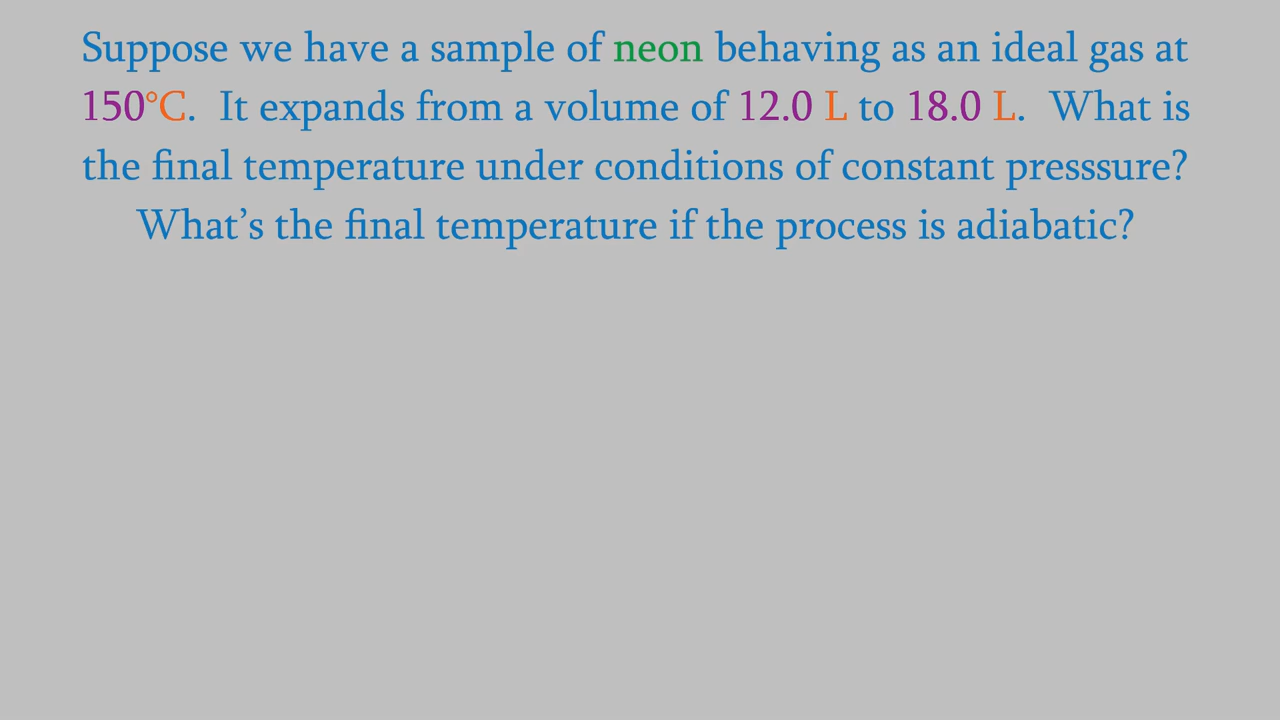 Suppose we have a sample of neon behaving as an ideal gas at
150°C.  It expands from a volume of 12.0 L to 18.0 L.  What is
the final temperature under conditions of constant presssure?
What’s the final temperature if the process is adiabatic?